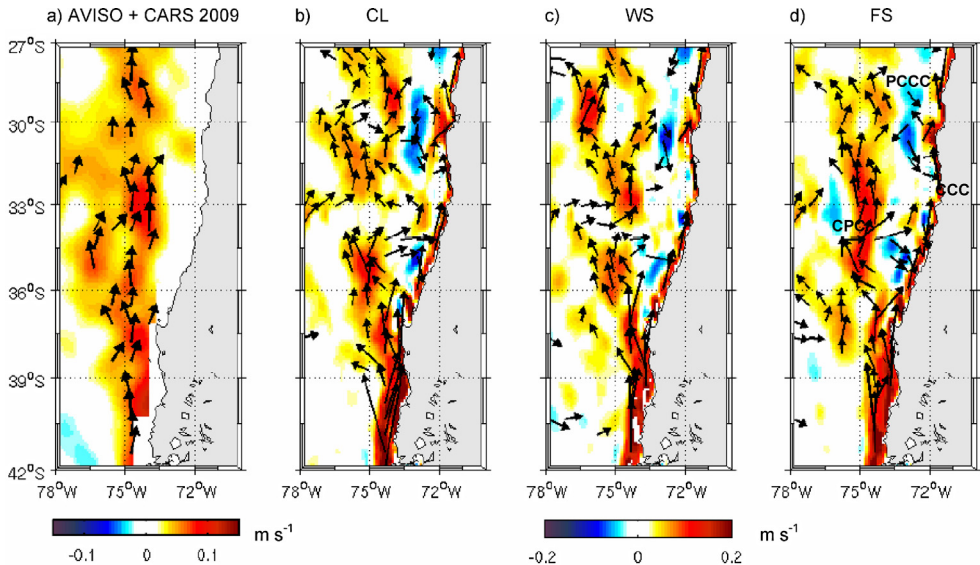 a) AVISO + CARS 2009
b) CL
c) WS
d) FS
27°S
30°S
33°S
36°S
39°S
42°S
PCCC
CCC
CPC
78°W 75°W 72°W
78°W 75°W 72°W
78°W 75°W 72°W
78°W 75°W 72°W
-0.1 0 0.1 m s⁻¹
-0.2 0 0.2 m s⁻¹